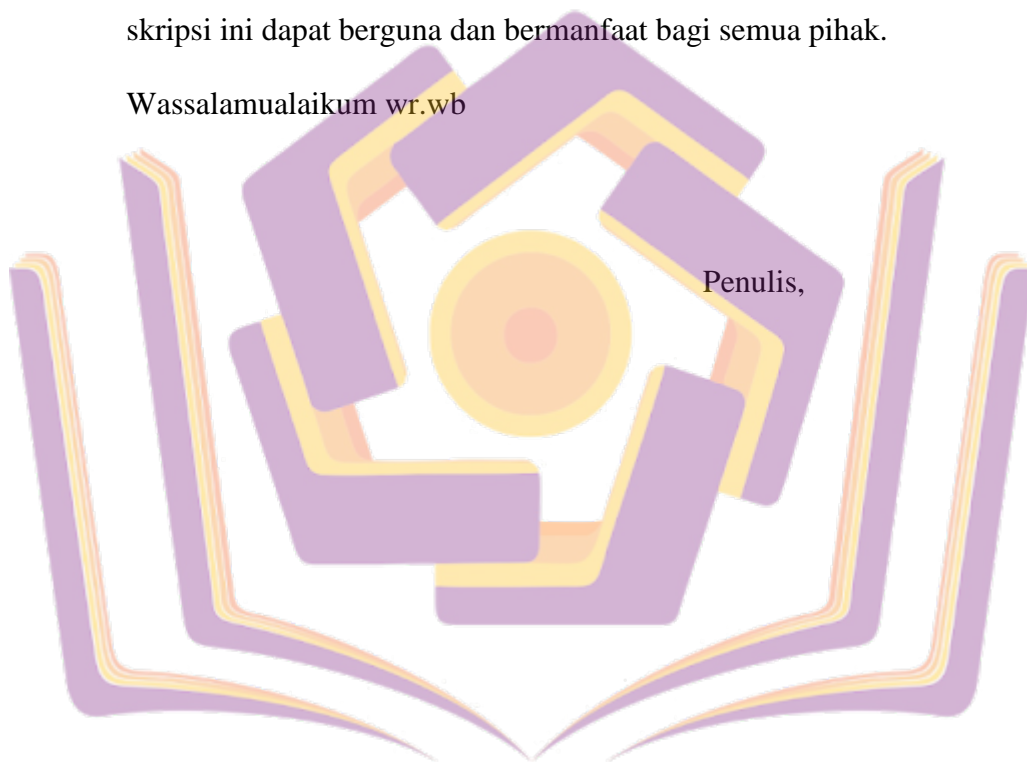 skripsi ini dapat berguna dan bermanfaat bagi semua pihak.
Wassalamualaikum wr.wb
Penulis,